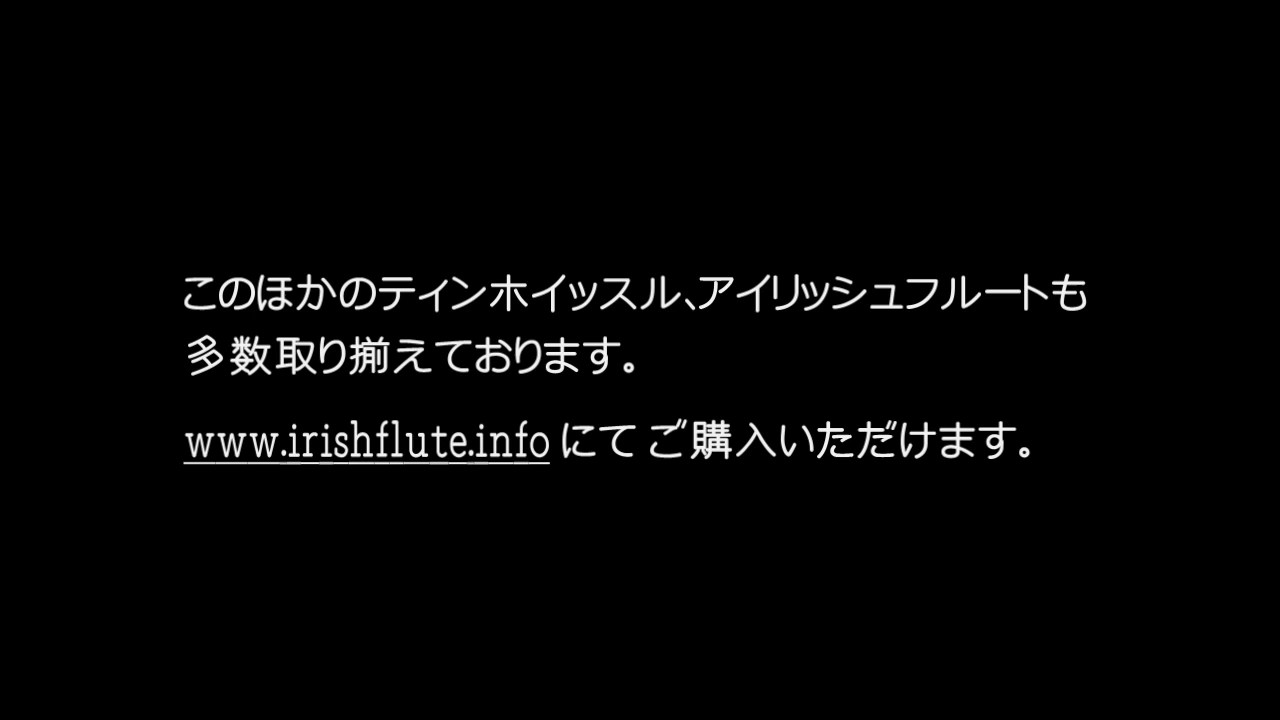 このほかのティンホイッスル、アイリッシュフルートも
多数取り揃えております。
www.irishflute.info にて ご購入いただけます。